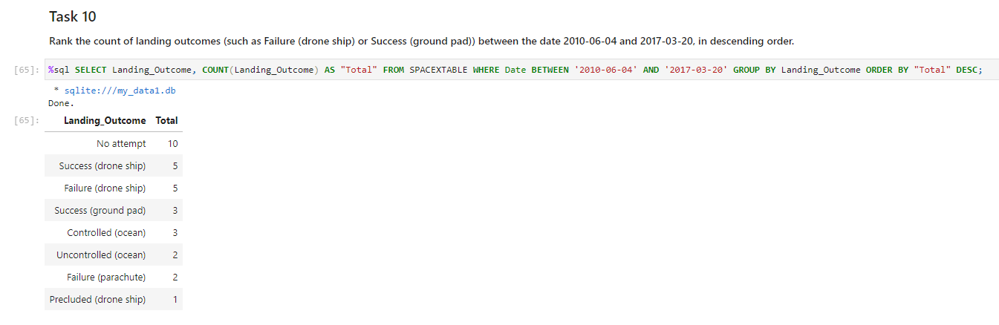 Task 10
Rank the count of landing outcomes (such as Failure (drone ship) or Success (ground pad)) between the date 2010-06-04 and 2017-03-20, in descending order.
[65]: %sql SELECT Landing_Outcome, COUNT(Landing_Outcome) AS "Total" FROM SPACEXTABLE WHERE Date BETWEEN '2010-06-04' AND '2017-03-20' GROUP BY Landing_Outcome ORDER BY "Total" DESC;
* sqlite:///my_data1.db
Done.
[65]: Landing_Outcome Total
No attempt 10
Success (drone ship) 5
Failure (drone ship) 5
Success (ground pad) 3
Controlled (ocean) 3
Uncontrolled (ocean) 2
Failure (parachute) 2
Precluded (drone ship) 1